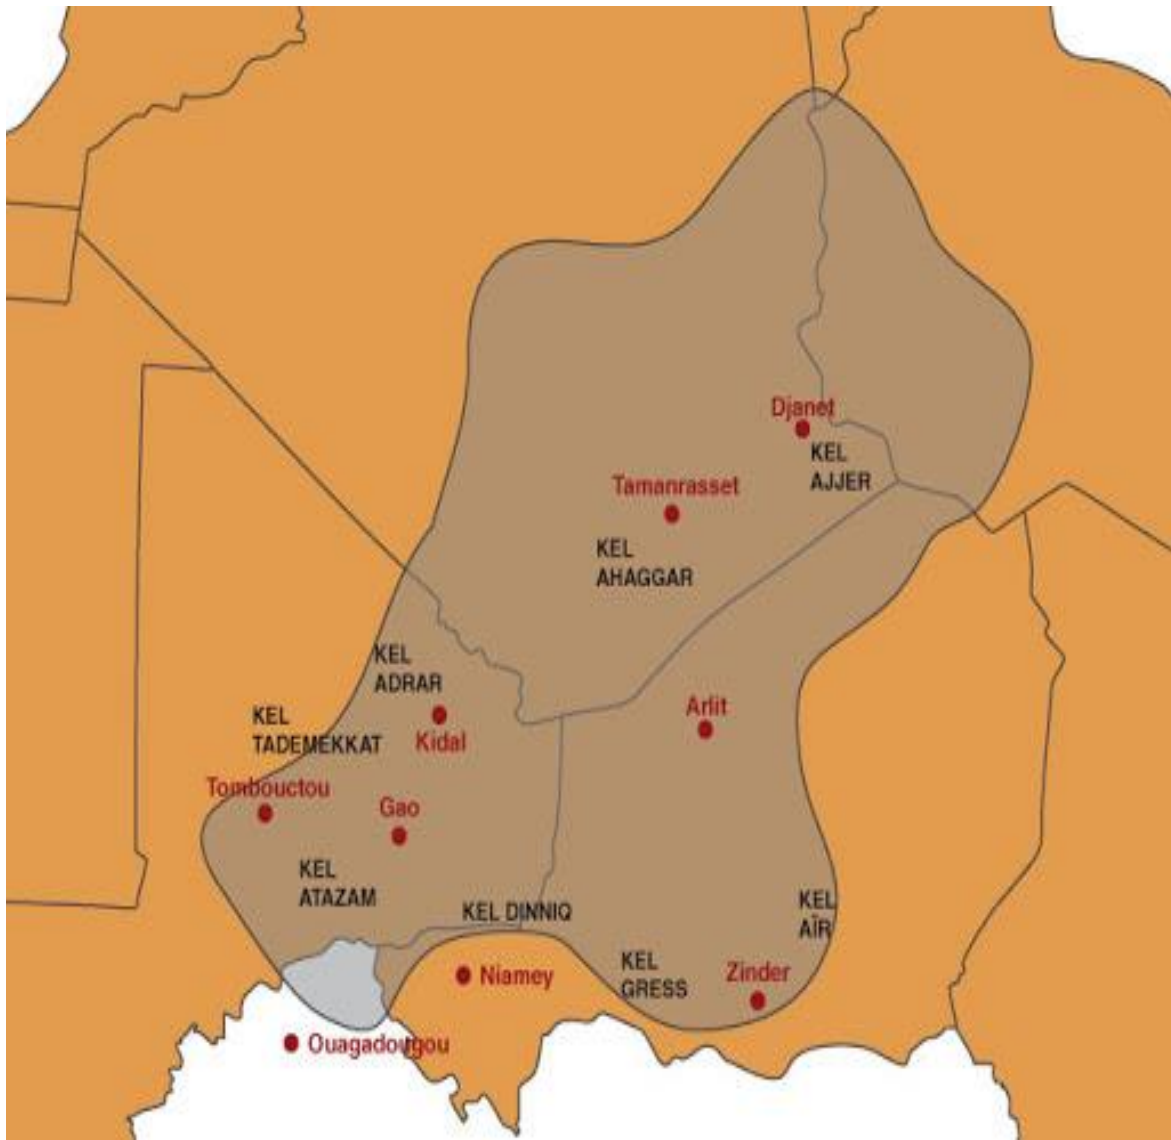 Djanet
KEL
AJJER
Tamanrasset
KEL
AHAGGAR
KEL
ADRAR
Arlit
KEL
TADEMEKKAT
Kidal
Tombouctou
Gao
KEL
ATAZAM
KEL DINNIQ
KEL
AÏR
KEL
GRESS
Zinder
Niamey
Ouagadougou